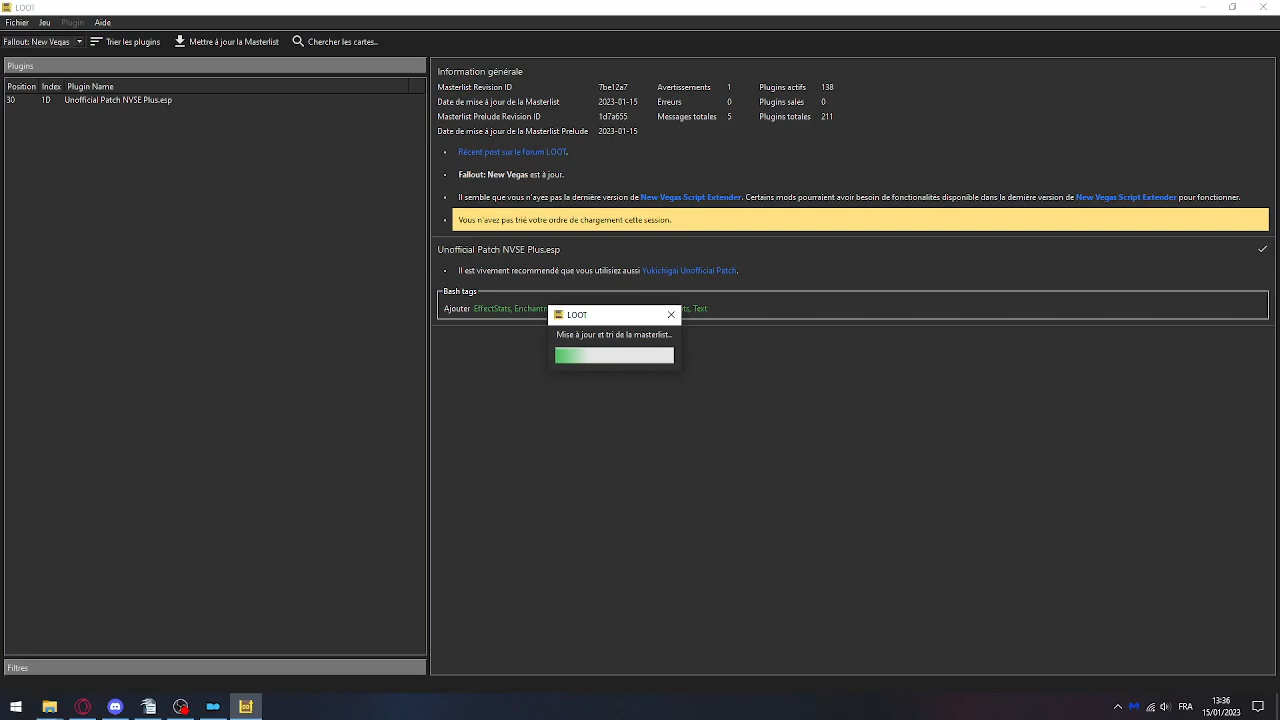 LOOT
Fichier Jeu Plugin Aide
Fallout: New Vegas Trier les plugins Mettre à jour la Masterlist Chercher les cartes..
Plugins
Position Index Plugin Name
30 1D Unofficial Patch NVSE Plus.esp
Information générale
Masterlist Revision ID 7be12a7 Avertissements 1 Plugins actifs 138
Date de mise à jour de la Masterlist 2023-01-15 Erreurs 0 Plugins sales 0
Masterlist Prelude Revision ID 1d7a655 Messages totales 5 Plugins totales 211
Date de mise à jour de la Masterlist Prelude 2023-01-15
Récent post sur le forum LOOT.
Fallout: New Vegas est à jour.
Il semble que vous n'ayez pas la dernière version de New Vegas Script Extender. Certains mods pourraient avoir besoin de fonctionalités disponible dans la dernière version de New Vegas Script Extender pour fonctionner.
Vous n'avez pas trié votre ordre de chargement cette session.
Unofficial Patch NVSE Plus.esp
Il est vivement recommendé que vous utilisiez aussi Yukichigai Unofficial Patch.
Bash tags
Ajouter EffectStats, Enchantm ts, Text
LOOT
Mise à jour et tri de la masterlist..
Filtres
FRA
13:36
15/01/2023